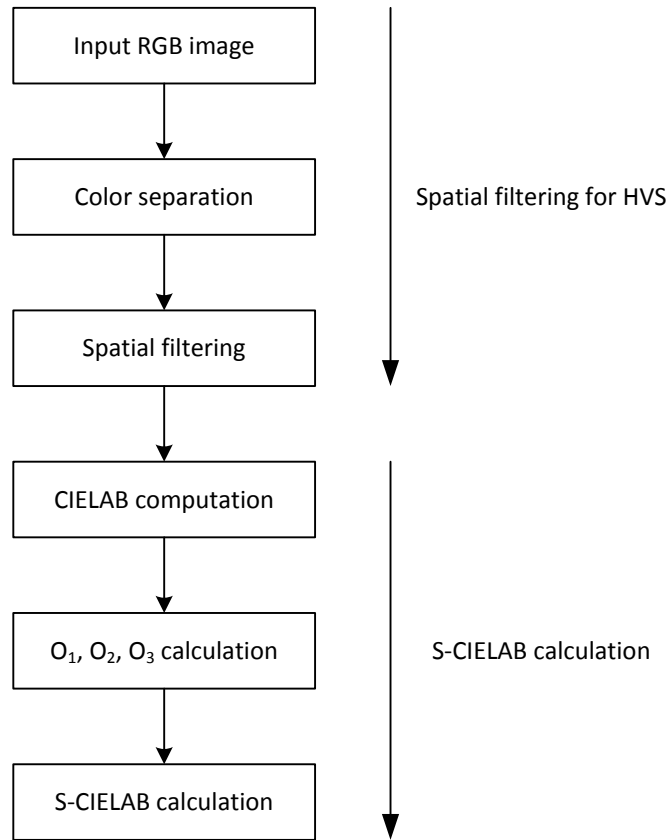 Input RGB image
Color separation
Spatial filtering for HVS
Spatial filtering
CIELAB computation
O₁, O₂, O₃ calculation
S-CIELAB calculation
S-CIELAB calculation